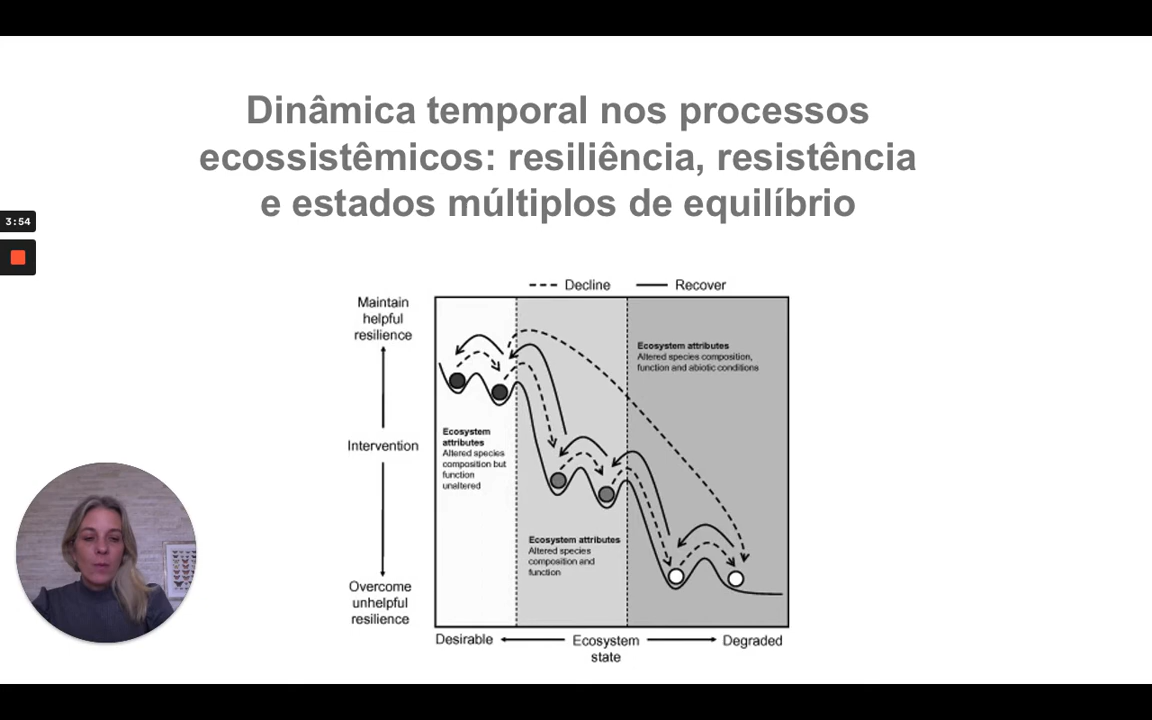 Dinâmica temporal nos processos
ecossistêmicos: resiliência, resistência
e estados múltiplos de equilíbrio
3:54
Decline
Recover
Maintain
helpful
resilience
Intervention
Overcome
unhelpful
resilience
Ecosystem
attributes
Altered species
composition but
function
unaltered
Ecosystem attributes
Altered species
composition and
function
Ecosystem attributes
Altered species composition,
function and abiotic conditions
Desirable
Ecosystem
state
Degraded